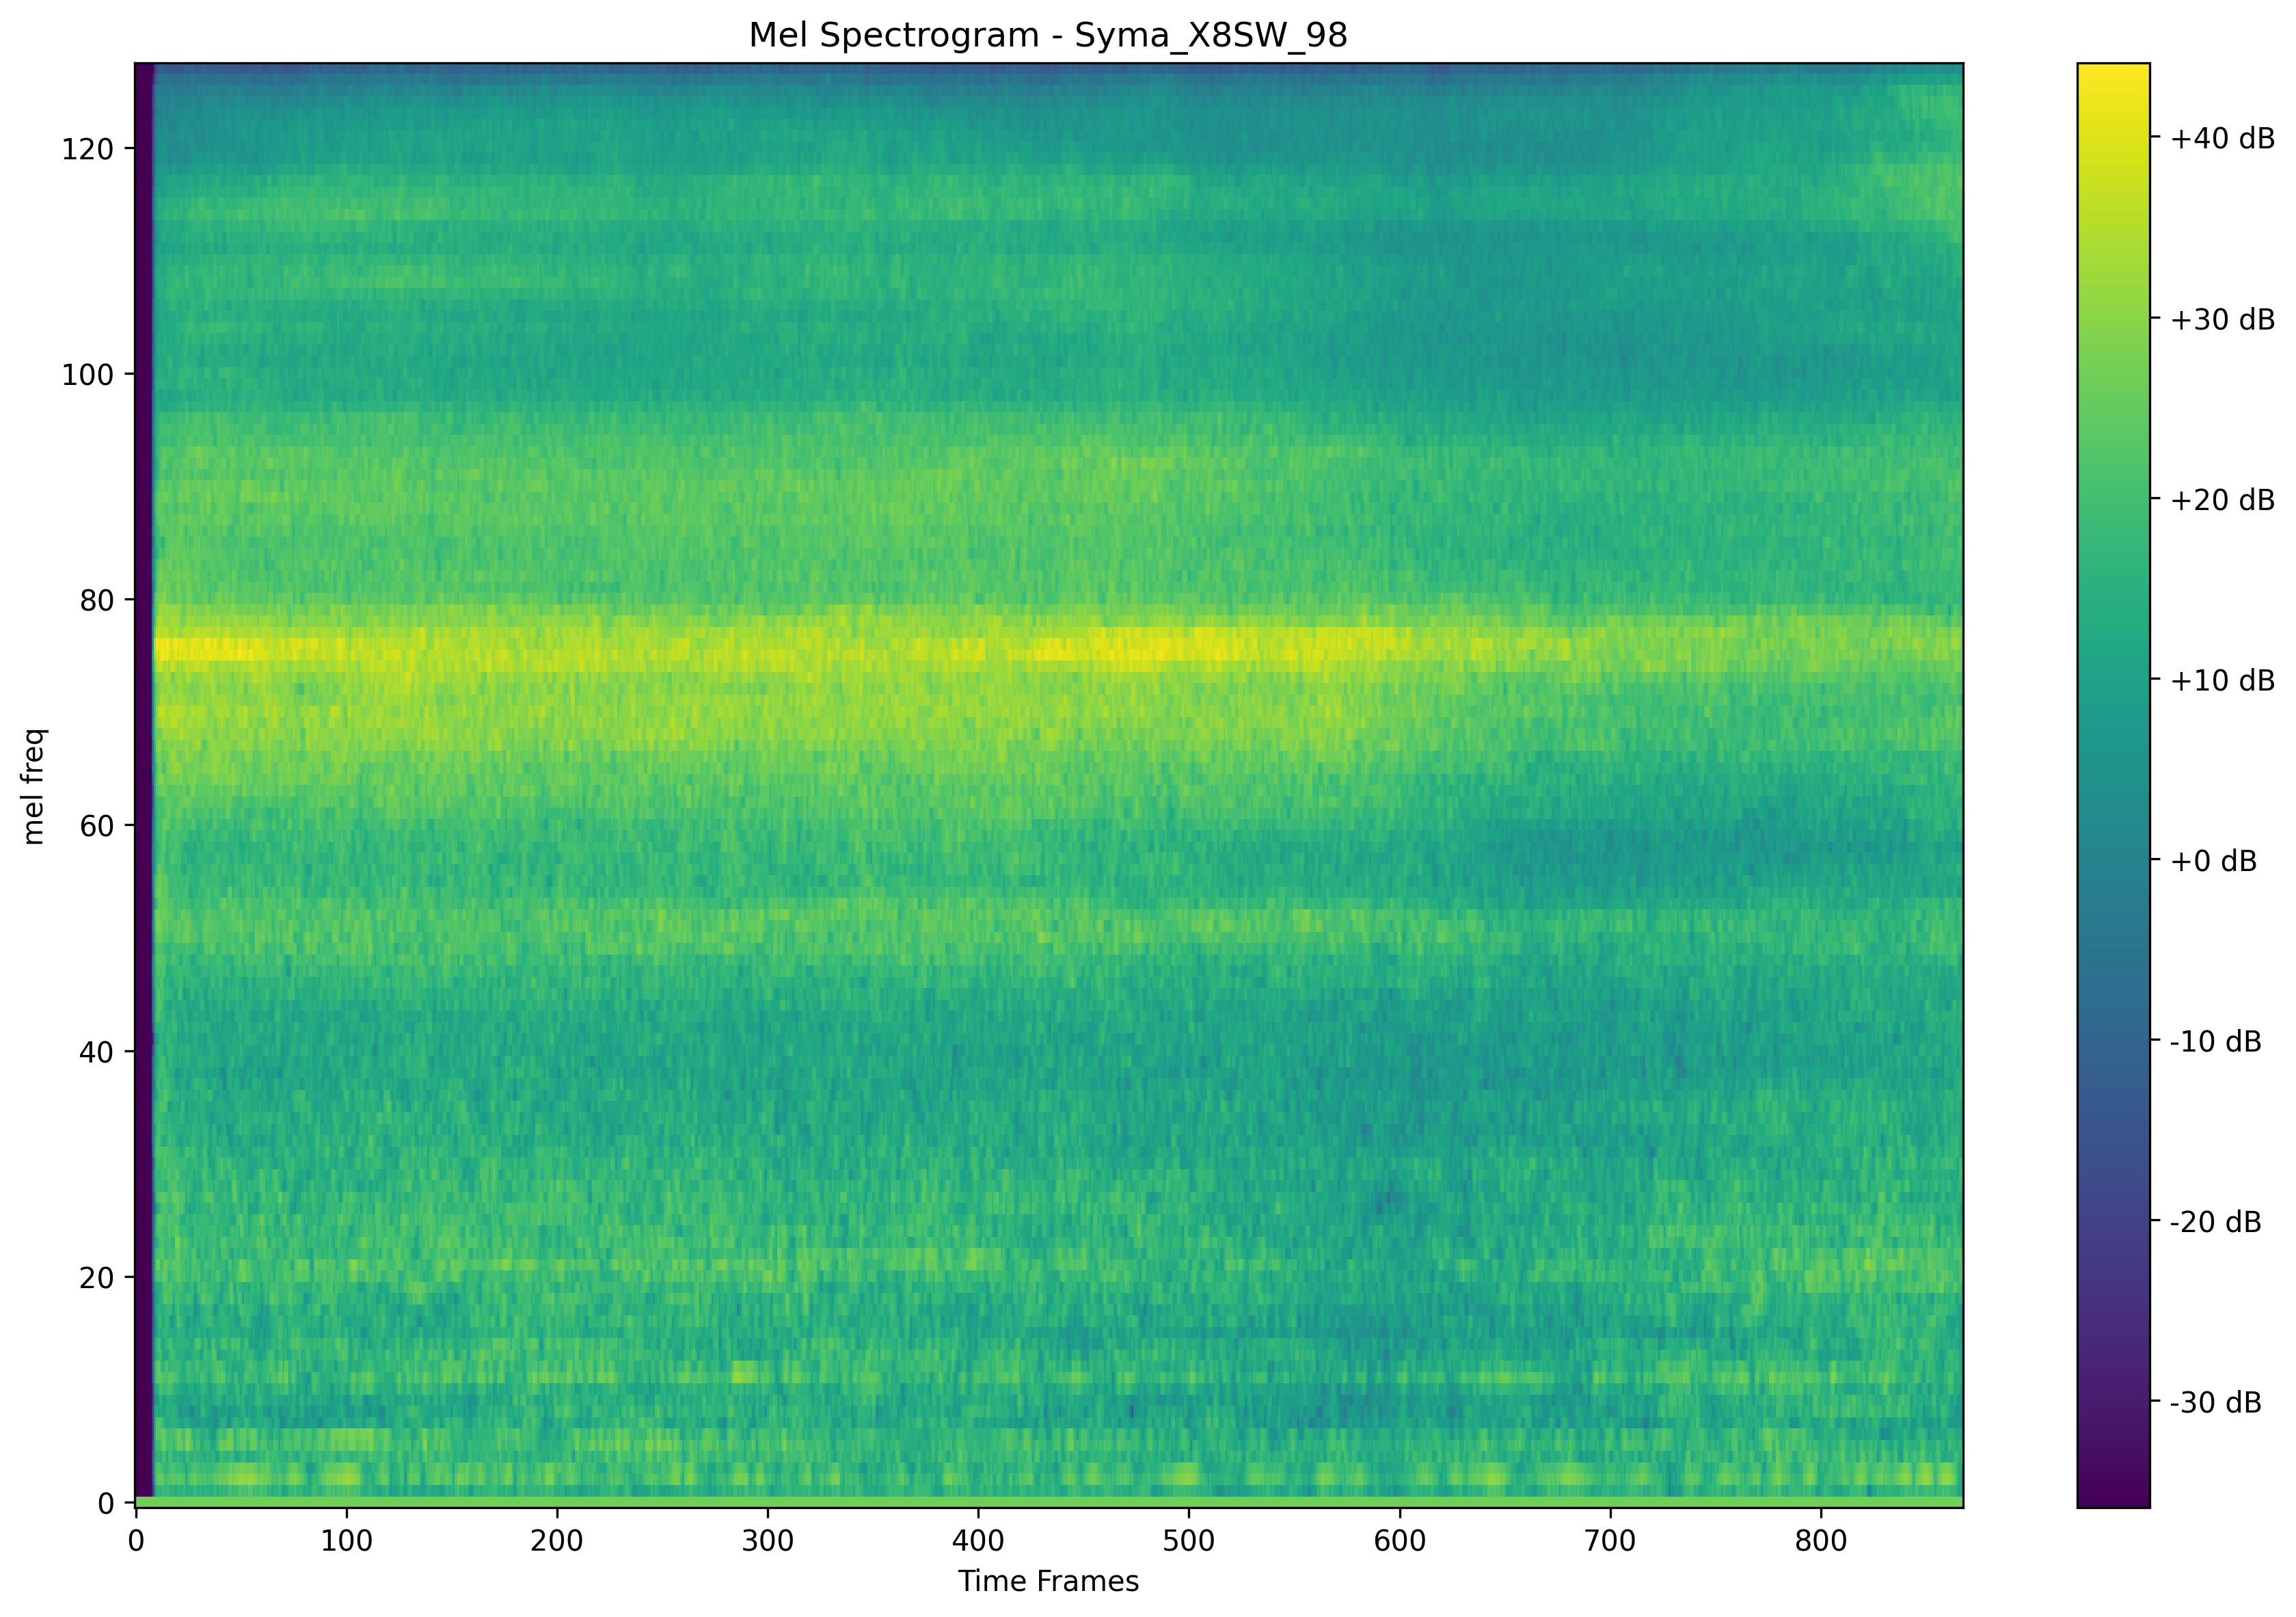 Mel Spectrogram - Syma_X8SW_98
mel freq
120
100
80
60
40
20
0
0 100 200 300 400 500 600 700 800
Time Frames
+40 dB
+30 dB
+20 dB
+10 dB
+0 dB
-10 dB
-20 dB
-30 dB